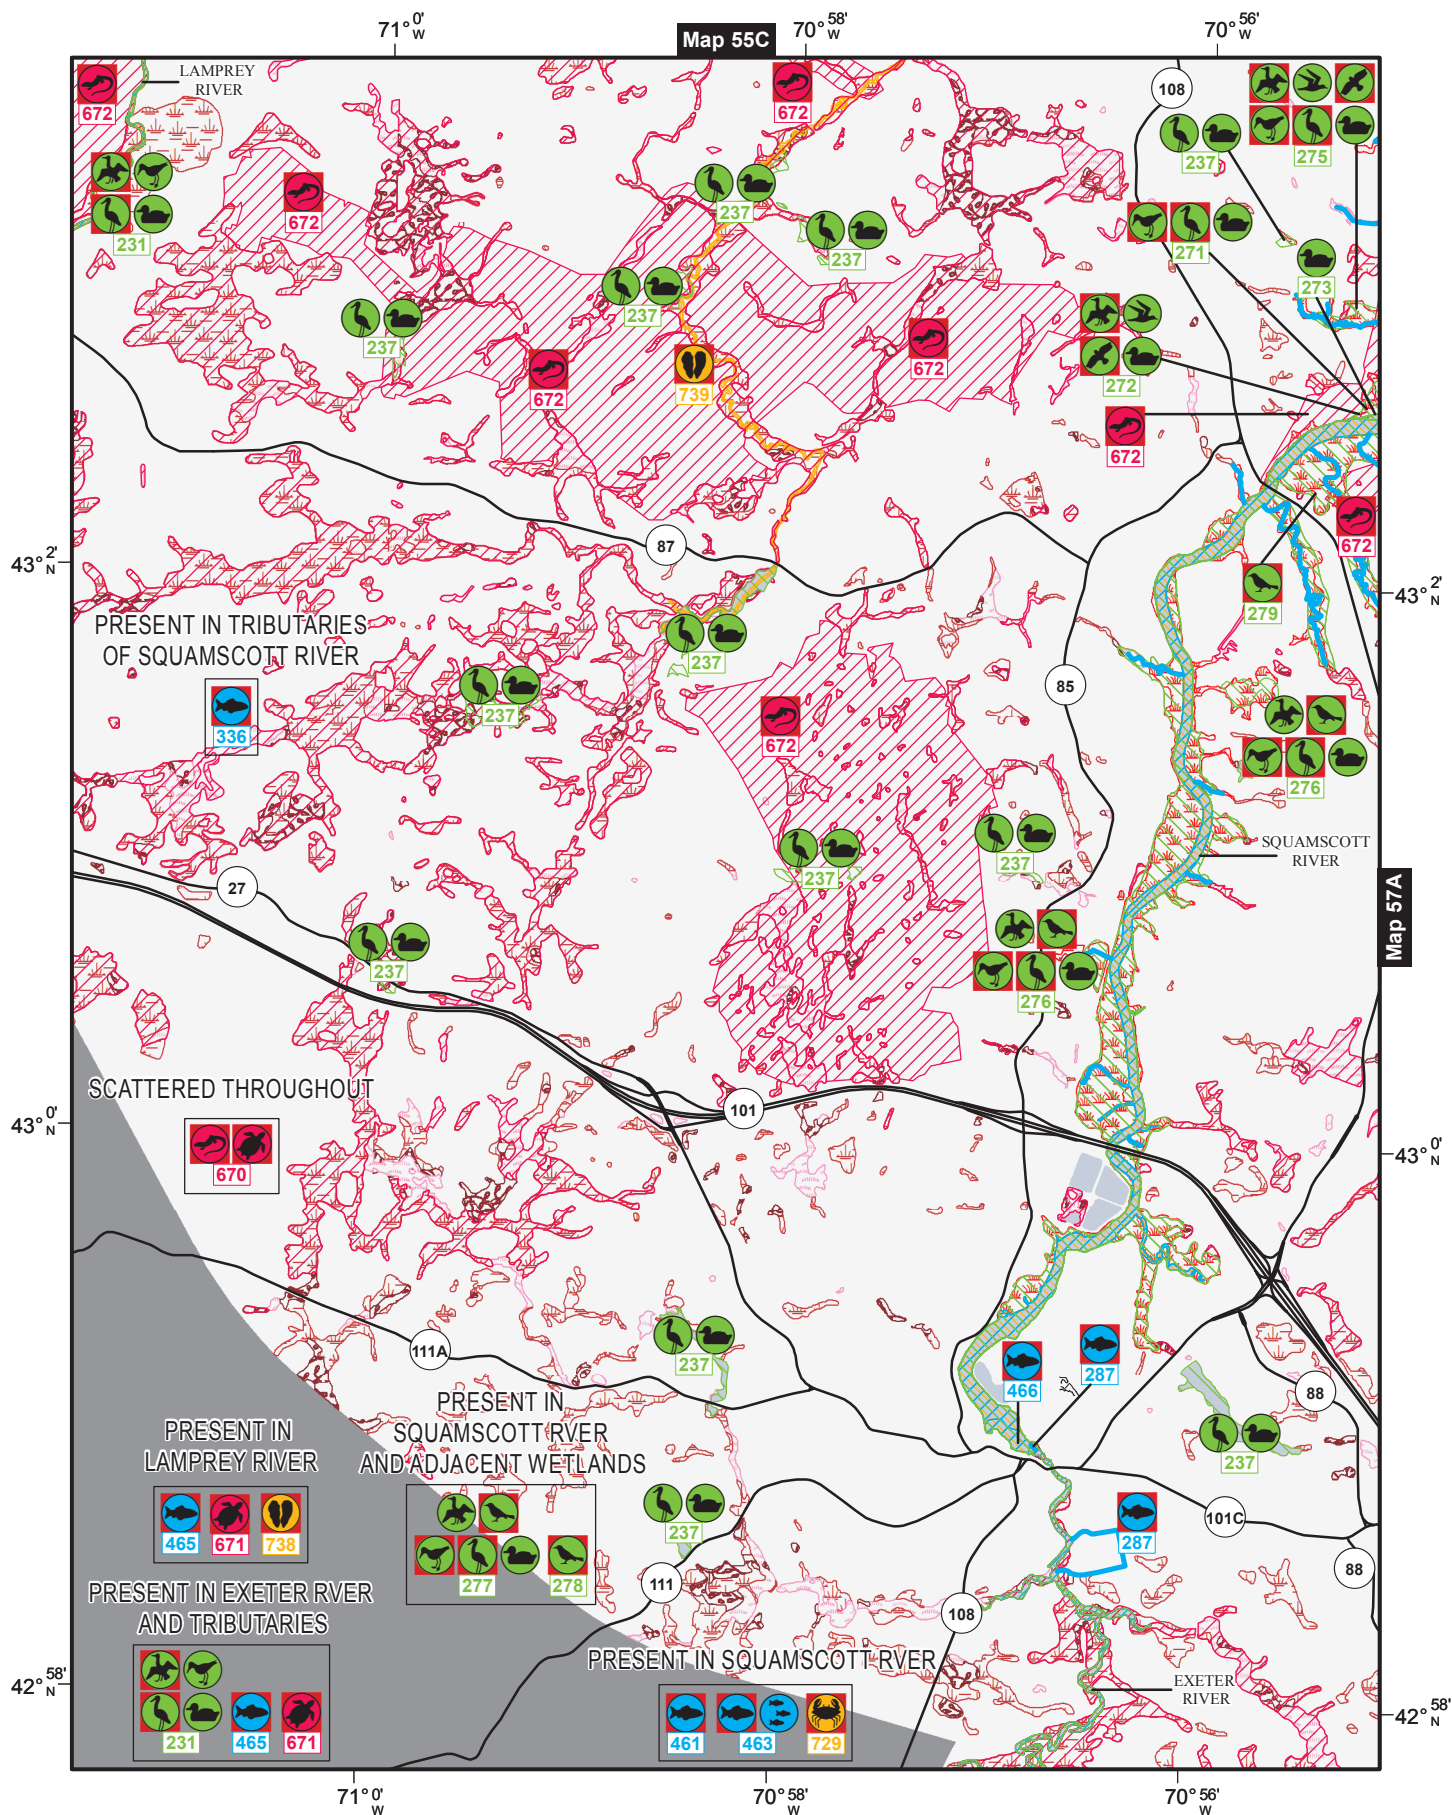 71° 0' W
Map 55C
70° 58' W
70° 56' W
LAMPREY
RIVER
672
672
108
237
275
231
672
237
237
271
273
237
237
672
739
672
272
672
672
87
43° 2' N
43° 2' N
279
PRESENT IN TRIBUTARIES
OF SQUAMSCOTT RIVER
336
237
237
85
672
276
237
237
SQUAMSCOTT
RIVER
27
Map 57A
237
276
SCATTERED THROUGHOUT
670
101
43° 0' N
43° 0' N
111A
237
466
287
88
237
PRESENT IN
SQUAMSCOTT RVER
AND ADJACENT WETLANDS
277
278
PRESENT IN
LAMPREY RIVER
465
671
738
237
101C
287
88
111
108
PRESENT IN EXETER RVER
AND TRIBUTARIES
231
465
671
PRESENT IN SQUAMSCOTT RVER
461
463
729
EXETER
RIVER
42° 58' N
42° 58' N
71° 0' W
70° 58' W
70° 56' W